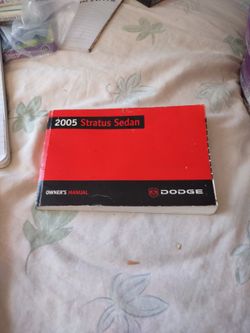 2005 Stratus Sedan
OWNER'S MANUAL
DODGE